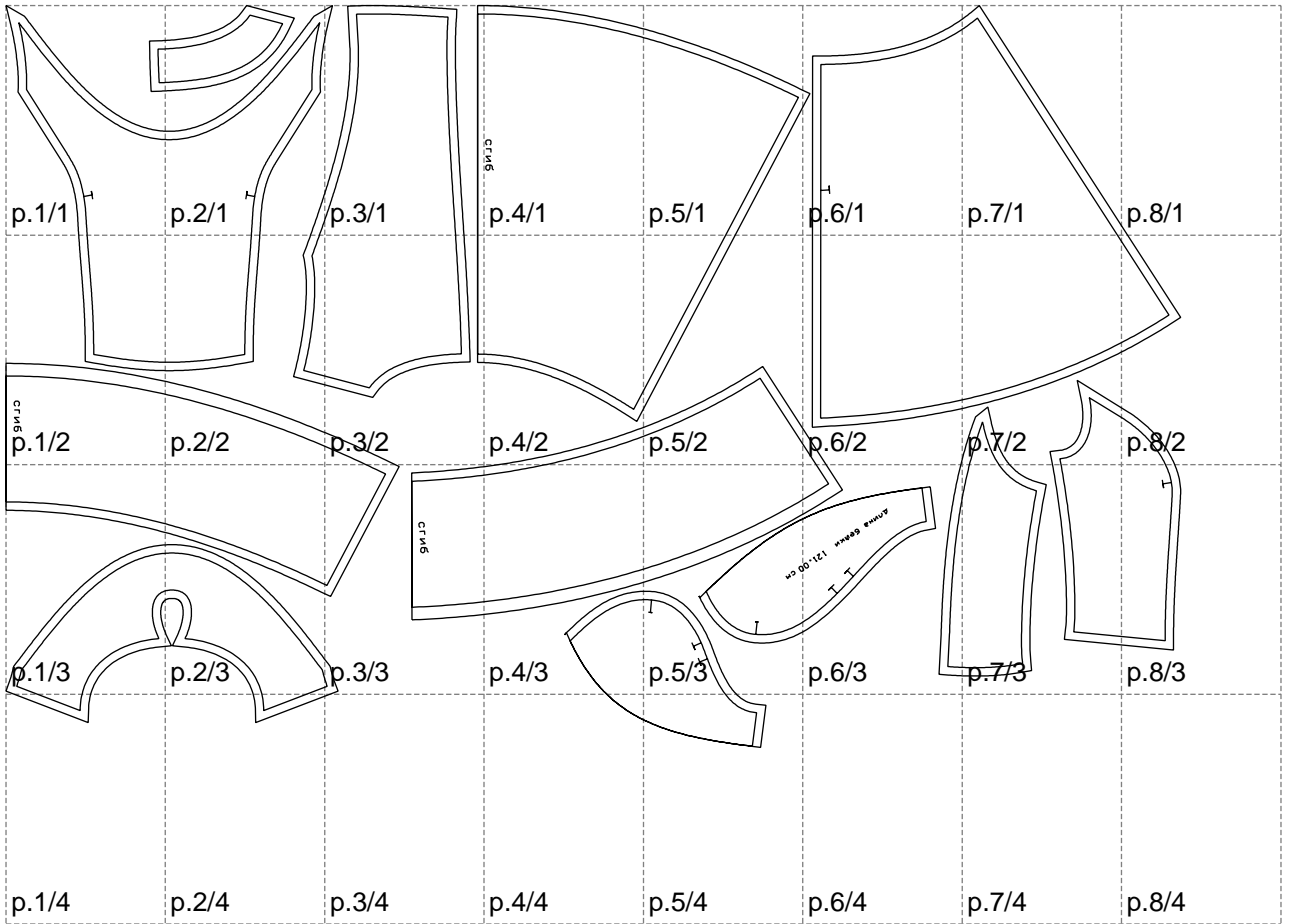 сгиб
p.1/1 p.2/1 p.3/1 p.4/1 p.5/1 p.6/1 p.7/1 p.8/1
сгиб
p.1/2 p.2/2 p.3/2 p.4/2 p.5/2 p.6/2 p.7/2 p.8/2
сгиб
длина бейки 121.00 см
p.1/3 p.2/3 p.3/3 p.4/3 p.5/3 p.6/3 p.7/3 p.8/3
p.1/4 p.2/4 p.3/4 p.4/4 p.5/4 p.6/4 p.7/4 p.8/4